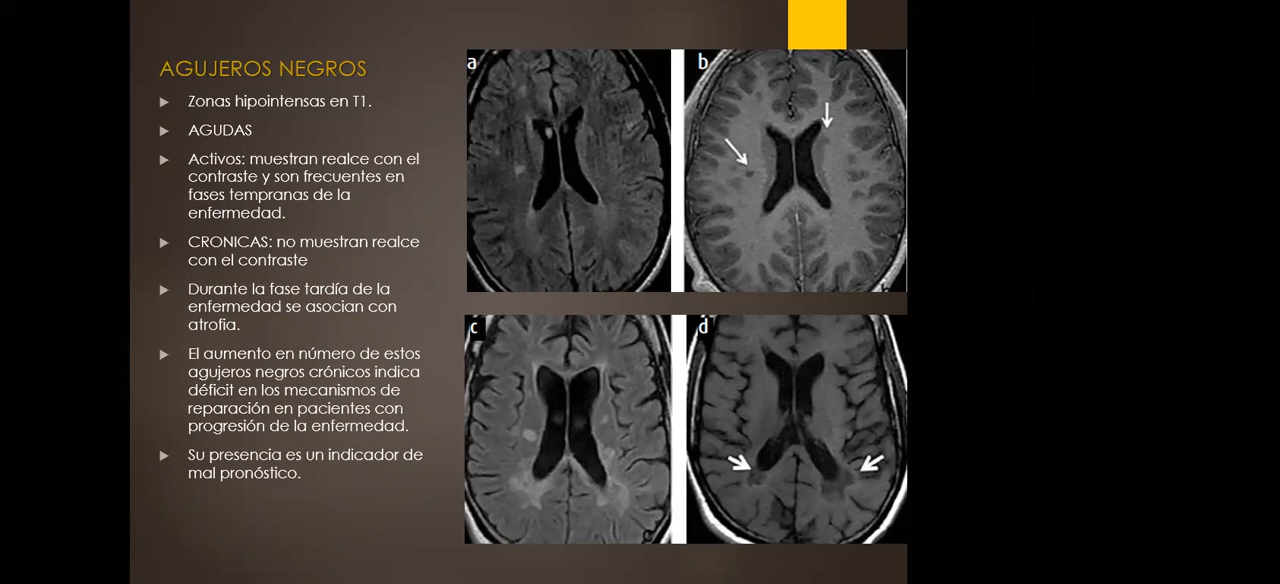 AGUJEROS NEGROS
Zonas hipointensas en T1.
AGUDAS
Activos: muestran realce con el
contraste y son frecuentes en
fases tempranas de la
enfermedad.
CRONICAS: no muestran realce
con el contraste
Durante la fase tardía de la
enfermedad se asocian con
atrofia.
El aumento en número de estos
agujeros negros crónicos indica
déficit en los mecanismos de
reparación en pacientes con
progresión de la enfermedad.
Su presencia es un indicador de
mal pronóstico.
a
b
c
d